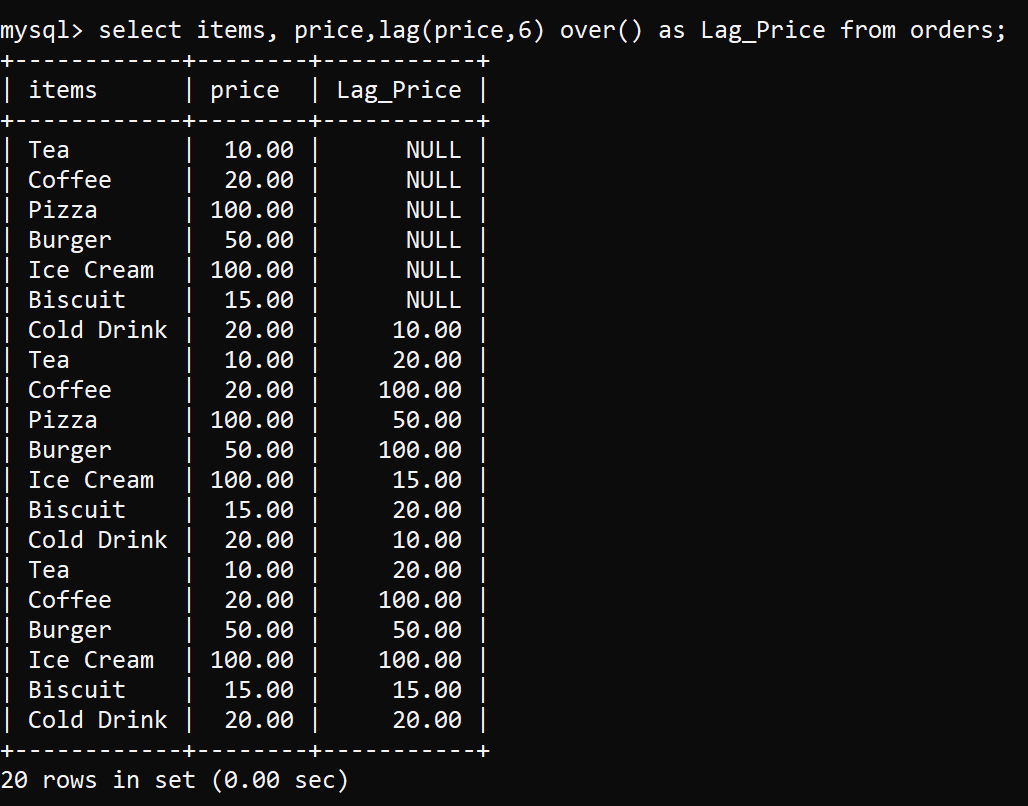 mysql> select items, price,lag(price,6) over() as Lag_Price from orders;
+------------+--------+-----------+
| items      | price  | Lag_Price |
+------------+--------+-----------+
| Tea        |  10.00 |      NULL |
| Coffee     |  20.00 |      NULL |
| Pizza      | 100.00 |      NULL |
| Burger     |  50.00 |      NULL |
| Ice Cream  | 100.00 |      NULL |
| Biscuit    |  15.00 |      NULL |
| Cold Drink |  20.00 |     10.00 |
| Tea        |  10.00 |     20.00 |
| Coffee     |  20.00 |    100.00 |
| Pizza      | 100.00 |     50.00 |
| Burger     |  50.00 |    100.00 |
| Ice Cream  | 100.00 |     15.00 |
| Biscuit    |  15.00 |     20.00 |
| Cold Drink |  20.00 |     10.00 |
| Tea        |  10.00 |     20.00 |
| Coffee     |  20.00 |    100.00 |
| Burger     |  50.00 |     50.00 |
| Ice Cream  | 100.00 |    100.00 |
| Biscuit    |  15.00 |     15.00 |
| Cold Drink |  20.00 |     20.00 |
+------------+--------+-----------+
20 rows in set (0.00 sec)